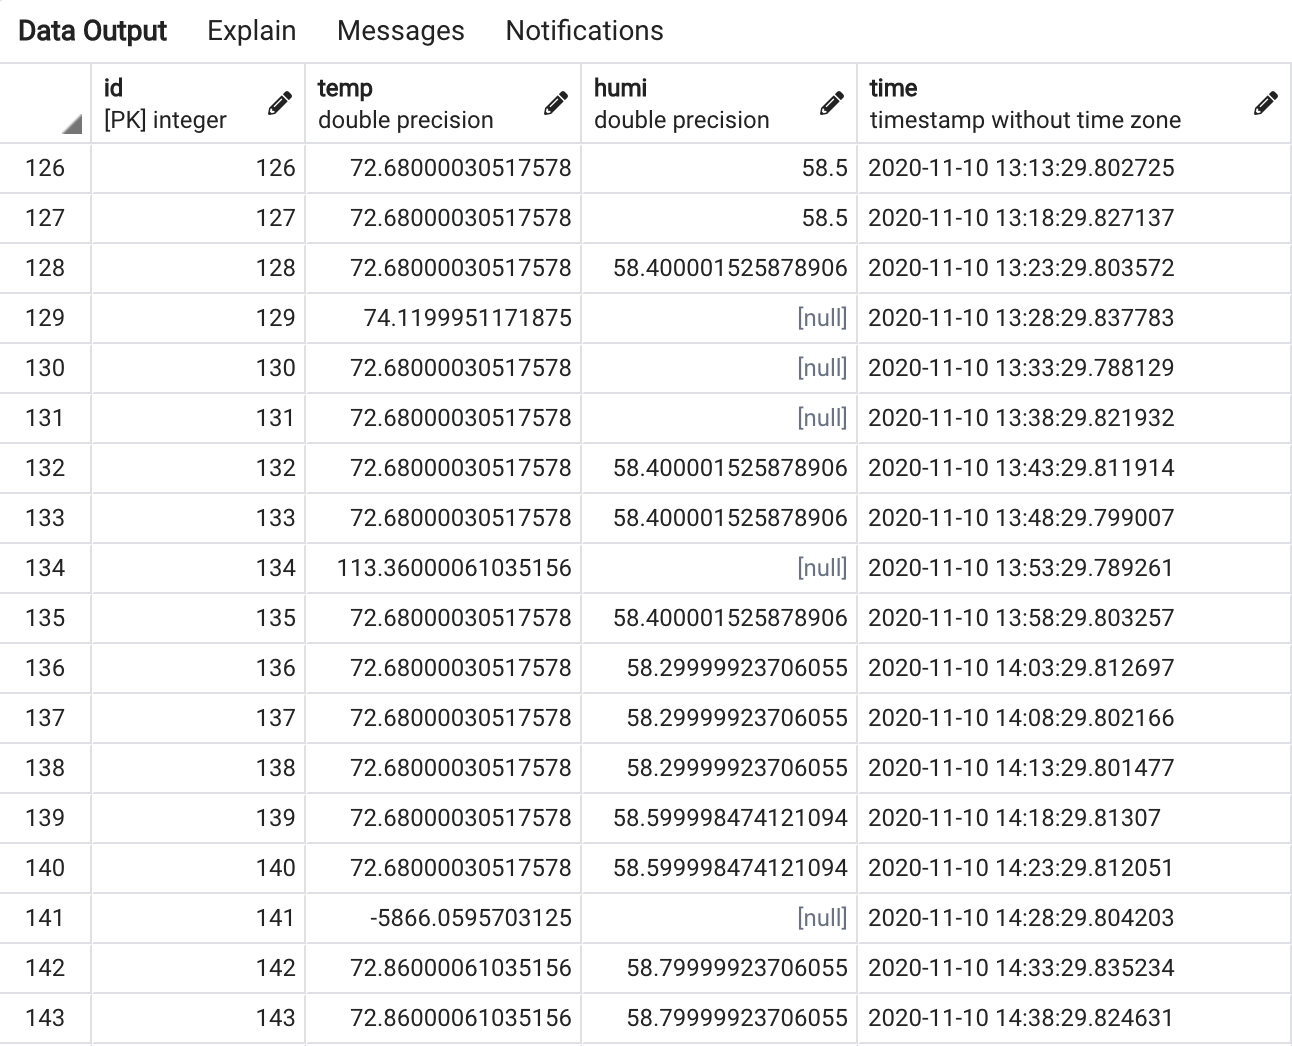 Data Output Explain Messages Notifications
id temp humi time
[PK] integer double precision double precision timestamp without time zone
126 126 72.68000030517578 58.5 2020-11-10 13:13:29.802725
127 127 72.68000030517578 58.5 2020-11-10 13:18:29.827137
128 128 72.68000030517578 58.400001525878906 2020-11-10 13:23:29.803572
129 129 74.1199951171875 [null] 2020-11-10 13:28:29.837783
130 130 72.68000030517578 [null] 2020-11-10 13:33:29.788129
131 131 72.68000030517578 [null] 2020-11-10 13:38:29.821932
132 132 72.68000030517578 58.400001525878906 2020-11-10 13:43:29.811914
133 133 72.68000030517578 58.400001525878906 2020-11-10 13:48:29.799007
134 134 113.36000061035156 [null] 2020-11-10 13:53:29.789261
135 135 72.68000030517578 58.400001525878906 2020-11-10 13:58:29.803257
136 136 72.68000030517578 58.29999923706055 2020-11-10 14:03:29.812697
137 137 72.68000030517578 58.29999923706055 2020-11-10 14:08:29.802166
138 138 72.68000030517578 58.29999923706055 2020-11-10 14:13:29.801477
139 139 72.68000030517578 58.599998474121094 2020-11-10 14:18:29.81307
140 140 72.68000030517578 58.599998474121094 2020-11-10 14:23:29.812051
141 141 -5866.0595703125 [null] 2020-11-10 14:28:29.804203
142 142 72.86000061035156 58.79999923706055 2020-11-10 14:33:29.835234
143 143 72.86000061035156 58.79999923706055 2020-11-10 14:38:29.824631